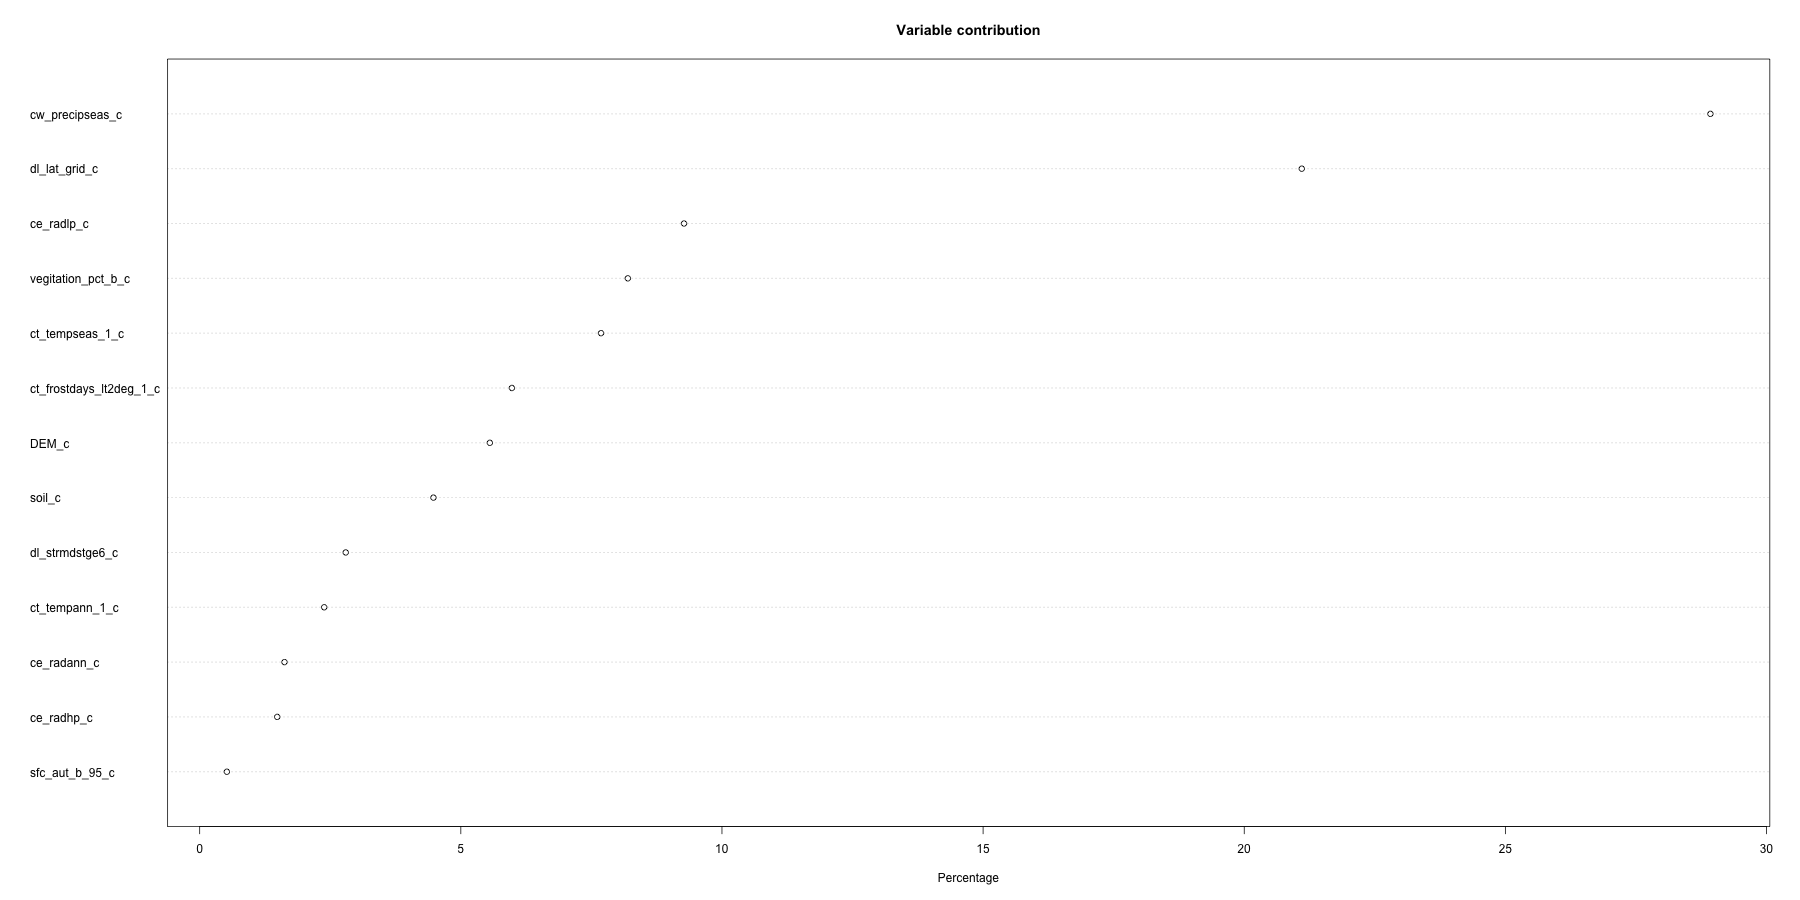 Variable contribution
cw_precipseas_c
dl_lat_grid_c
ce_radlp_c
vegitation_pct_b_c
ct_tempseas_1_c
ct_frostdays_lt2deg_1_c
DEM_c
soil_c
dl_strmdstge6_c
ct_tempann_1_c
ce_radann_c
ce_radhp_c
sfc_aut_b_95_c
0 5 10 15 20 25 30
Percentage